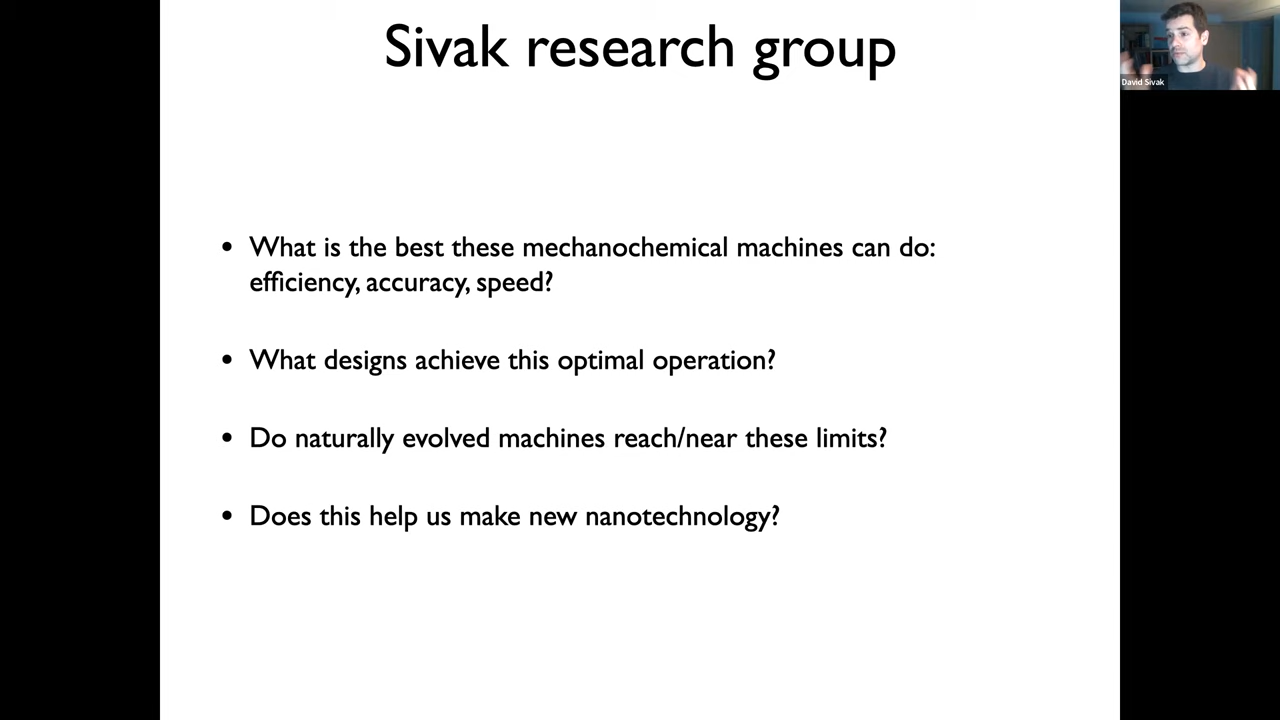 Sivak research group
David Sivak
• What is the best these mechanochemical machines can do:
efficiency, accuracy, speed?
• What designs achieve this optimal operation?
• Do naturally evolved machines reach/near these limits?
• Does this help us make new nanotechnology?